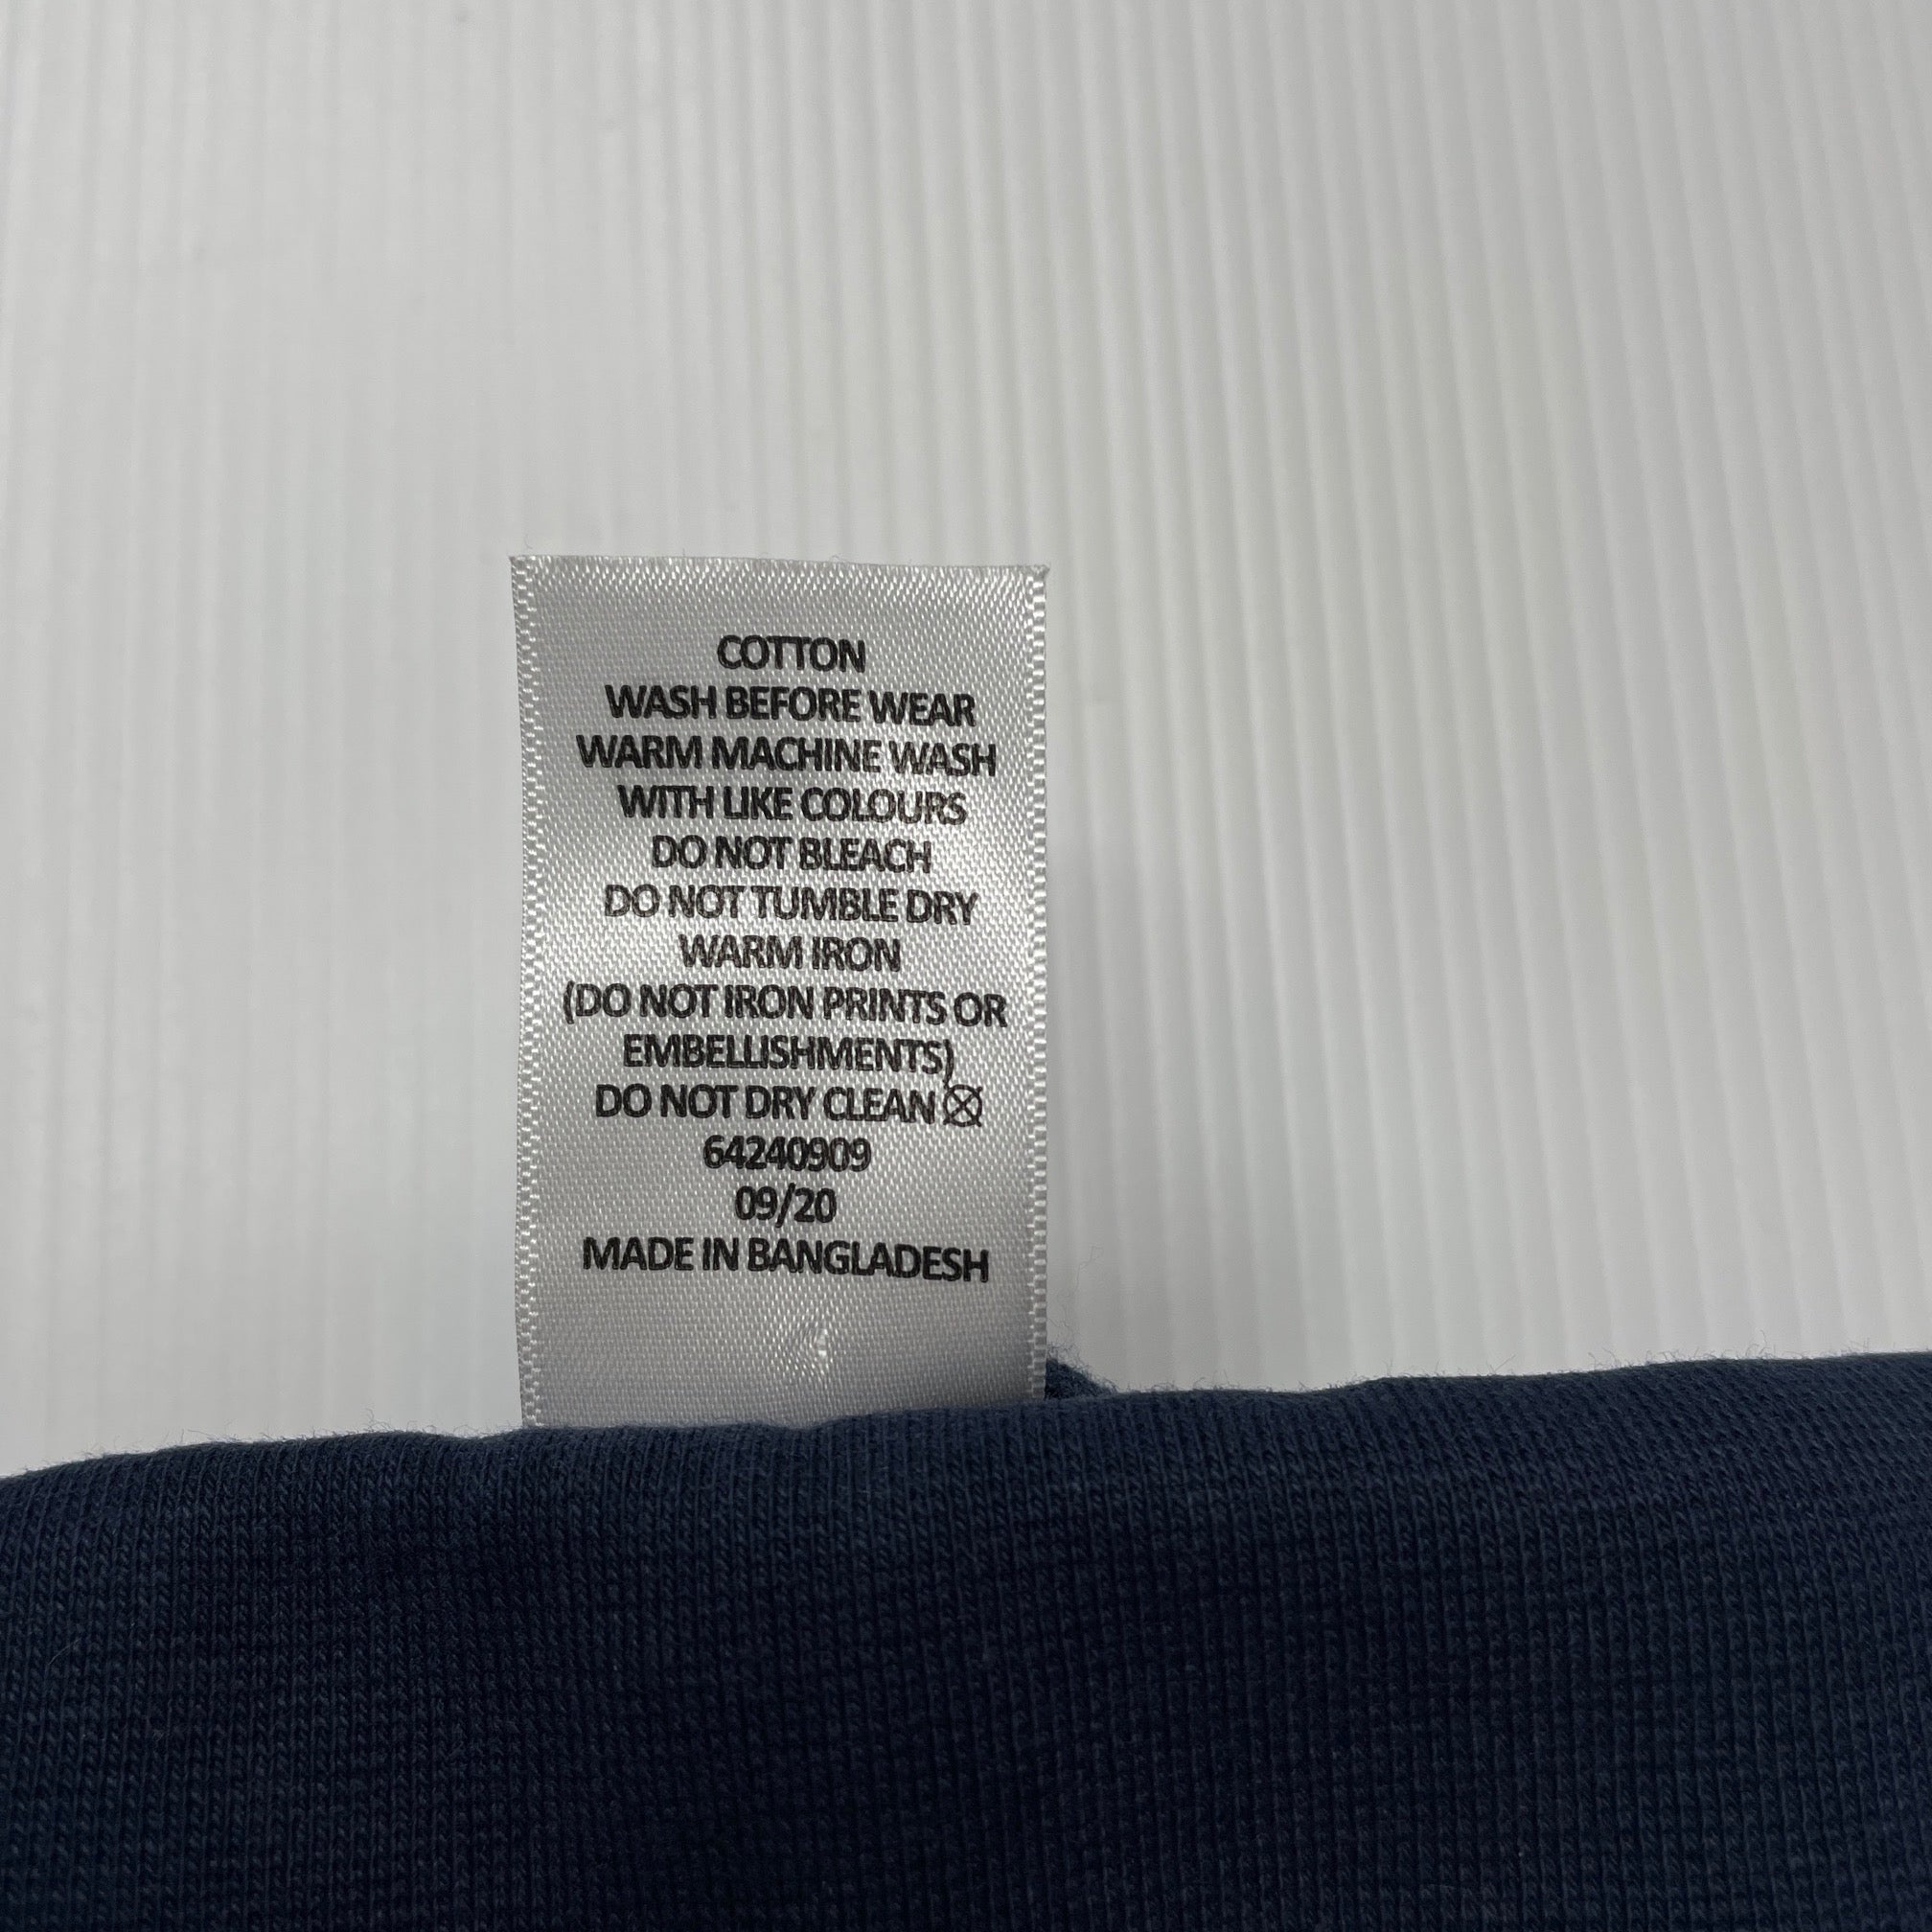 COTTON
WASH BEFORE WEAR
WARM MACHINE WASH
WITH LIKE COLOURS
DO NOT BLEACH
DO NOT TUMBLE DRY
WARM IRON
(DO NOT IRON PRINTS OR
EMBELLISHMENTS)
DO NOT DRY CLEAN
64240909
09/20
MADE IN BANGLADESH